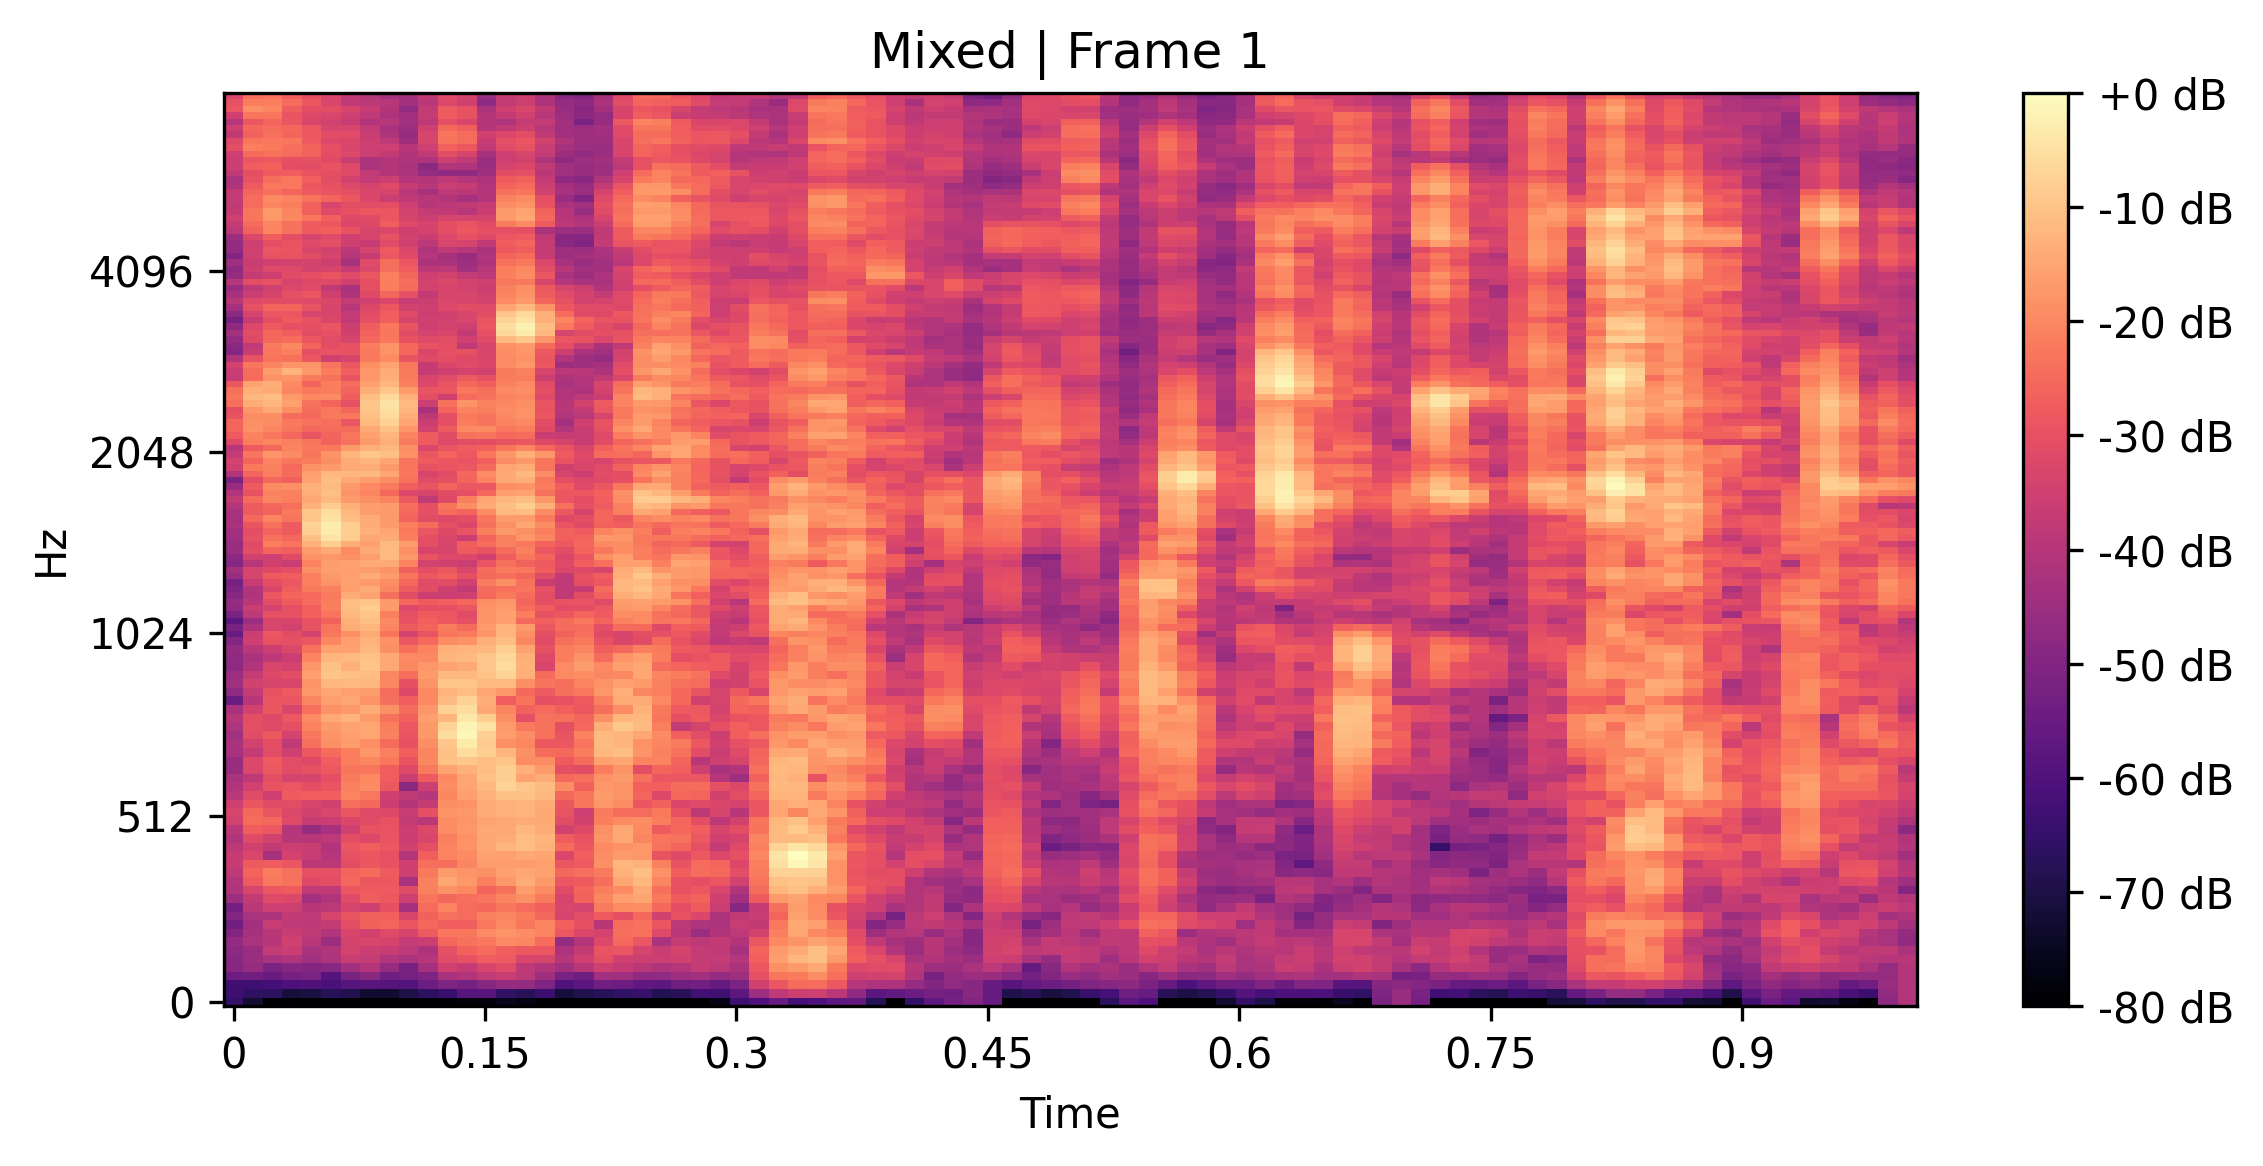 Mixed | Frame 1
Hz
4096
2048
1024
512
0
0 0.15 0.3 0.45 0.6 0.75 0.9
Time
+0 dB
-10 dB
-20 dB
-30 dB
-40 dB
-50 dB
-60 dB
-70 dB
-80 dB